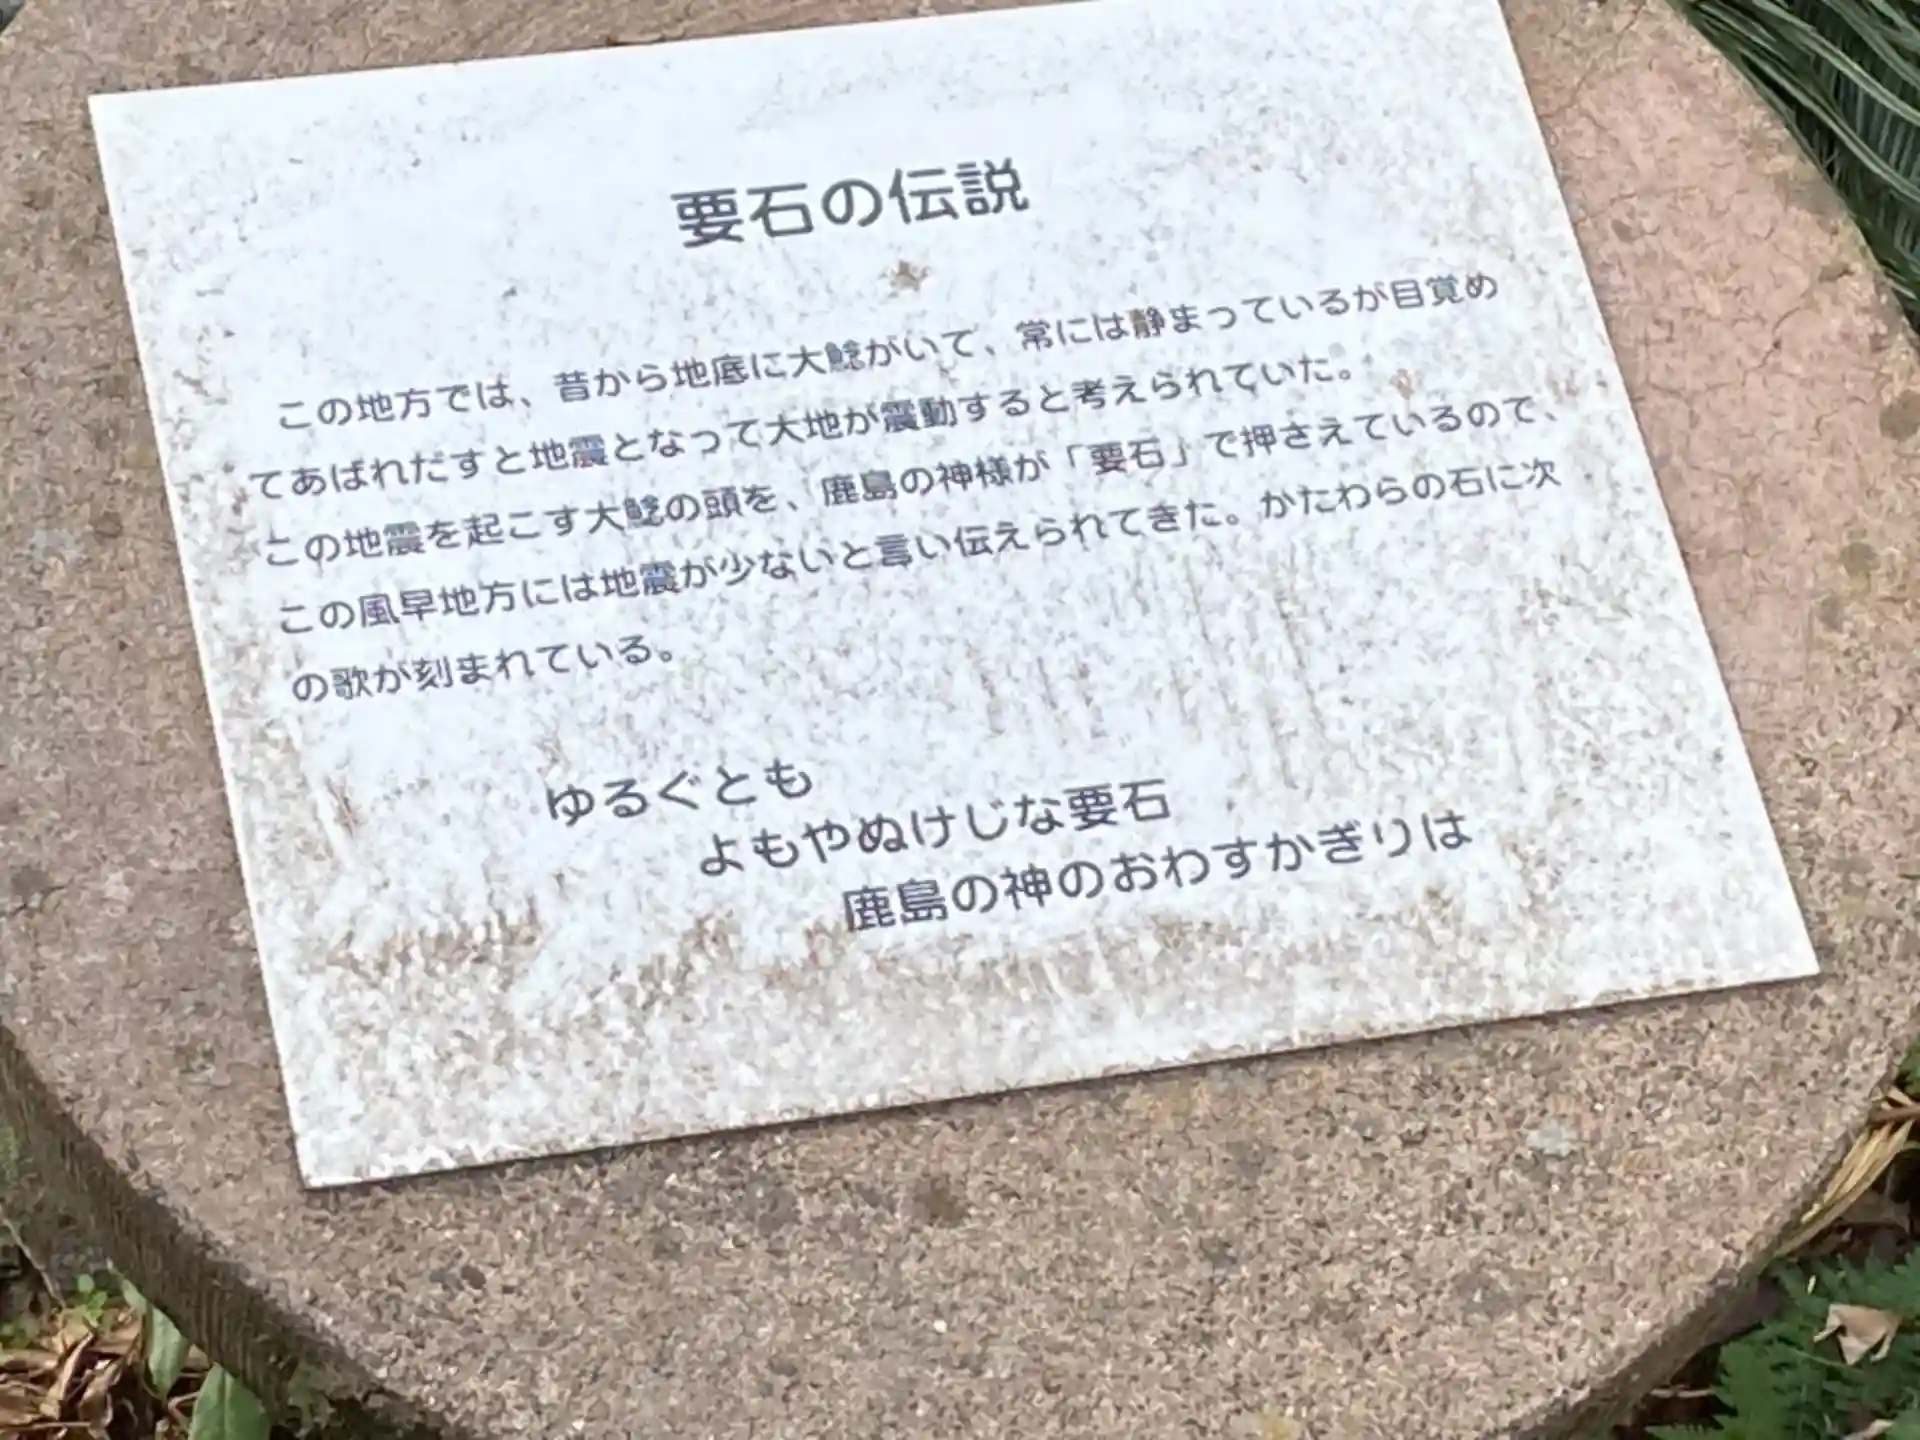 要石の伝説
この地方では、昔から地底に大鯰がいて、常には静まっているが目覚め
てあばれだすと地震となって大地が震動すると考えられていた。
この地震を起こす大鯰の頭を、鹿島の神様が「要石」で押さえているので、
この風早地方には地震が少ないと言い伝えられてきた。かたわらの石に次
の歌が刻まれている。
ゆるぐとも
よもやぬけじな要石
鹿島の神のおわすかぎりは